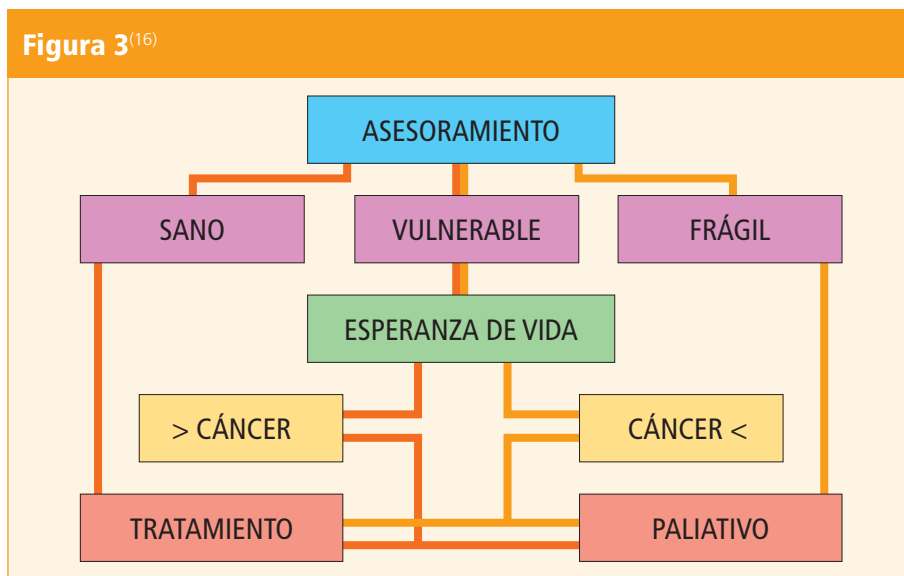 Figura 3(16)
ASESORAMIENTO
SANO
VULNERABLE
FRÁGIL
ESPERANZA DE VIDA
> CÁNCER
CÁNCER <
TRATAMIENTO
PALIATIVO